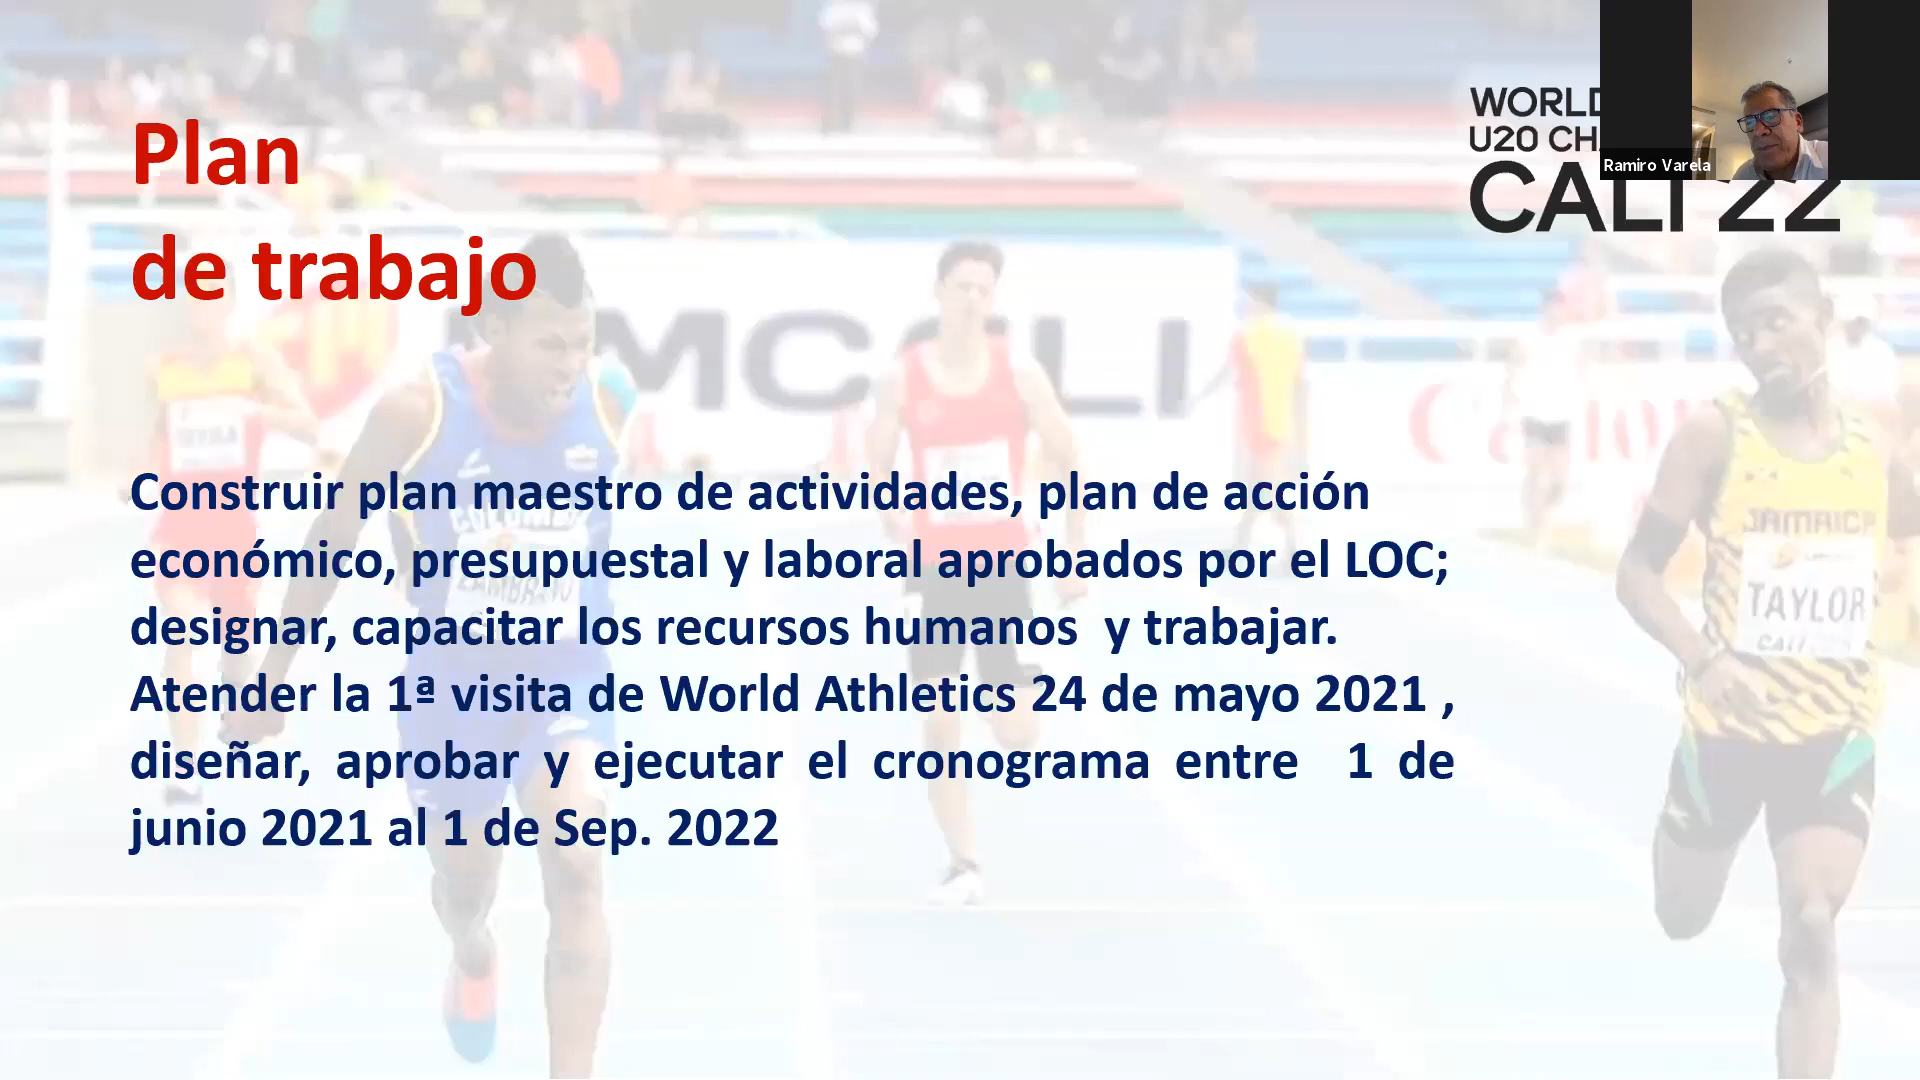 Plan
de trabajo
WORLD
U20 CH
CALI 22
Ramiro Varela
Construir plan maestro de actividades, plan de acción
económico, presupuestal y laboral aprobados por el LOC;
designar, capacitar los recursos humanos y trabajar.
Atender la 1ª visita de World Athletics 24 de mayo 2021 ,
diseñar, aprobar y ejecutar el cronograma entre 1 de
junio 2021 al 1 de Sep. 2022
JAMAICA
TAYLOR